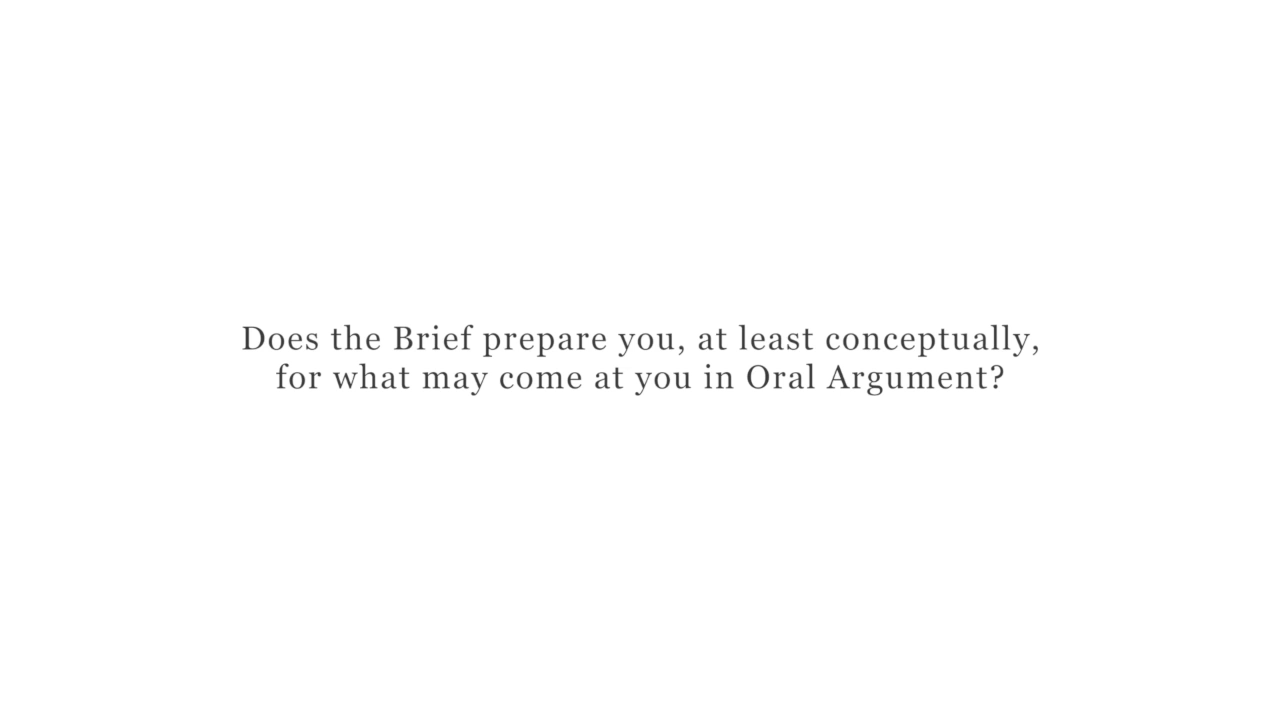 Does the Brief prepare you, at least conceptually,
for what may come at you in Oral Argument?